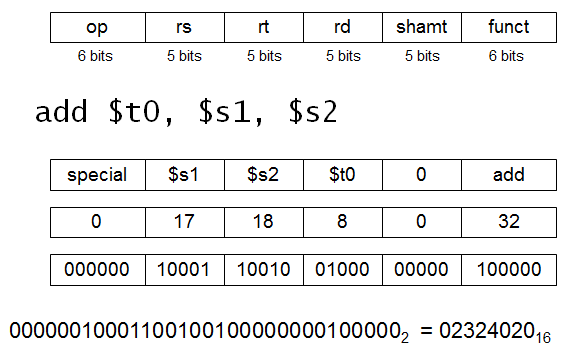 op rs rt rd shamt funct
6 bits 5 bits 5 bits 5 bits 5 bits 6 bits
add $t0, $s1, $s2
special $s1 $s2 $t0 0 add
0 17 18 8 0 32
000000 10001 10010 01000 00000 100000
00000010001100100100000000100000₂ = 02324020₁₆